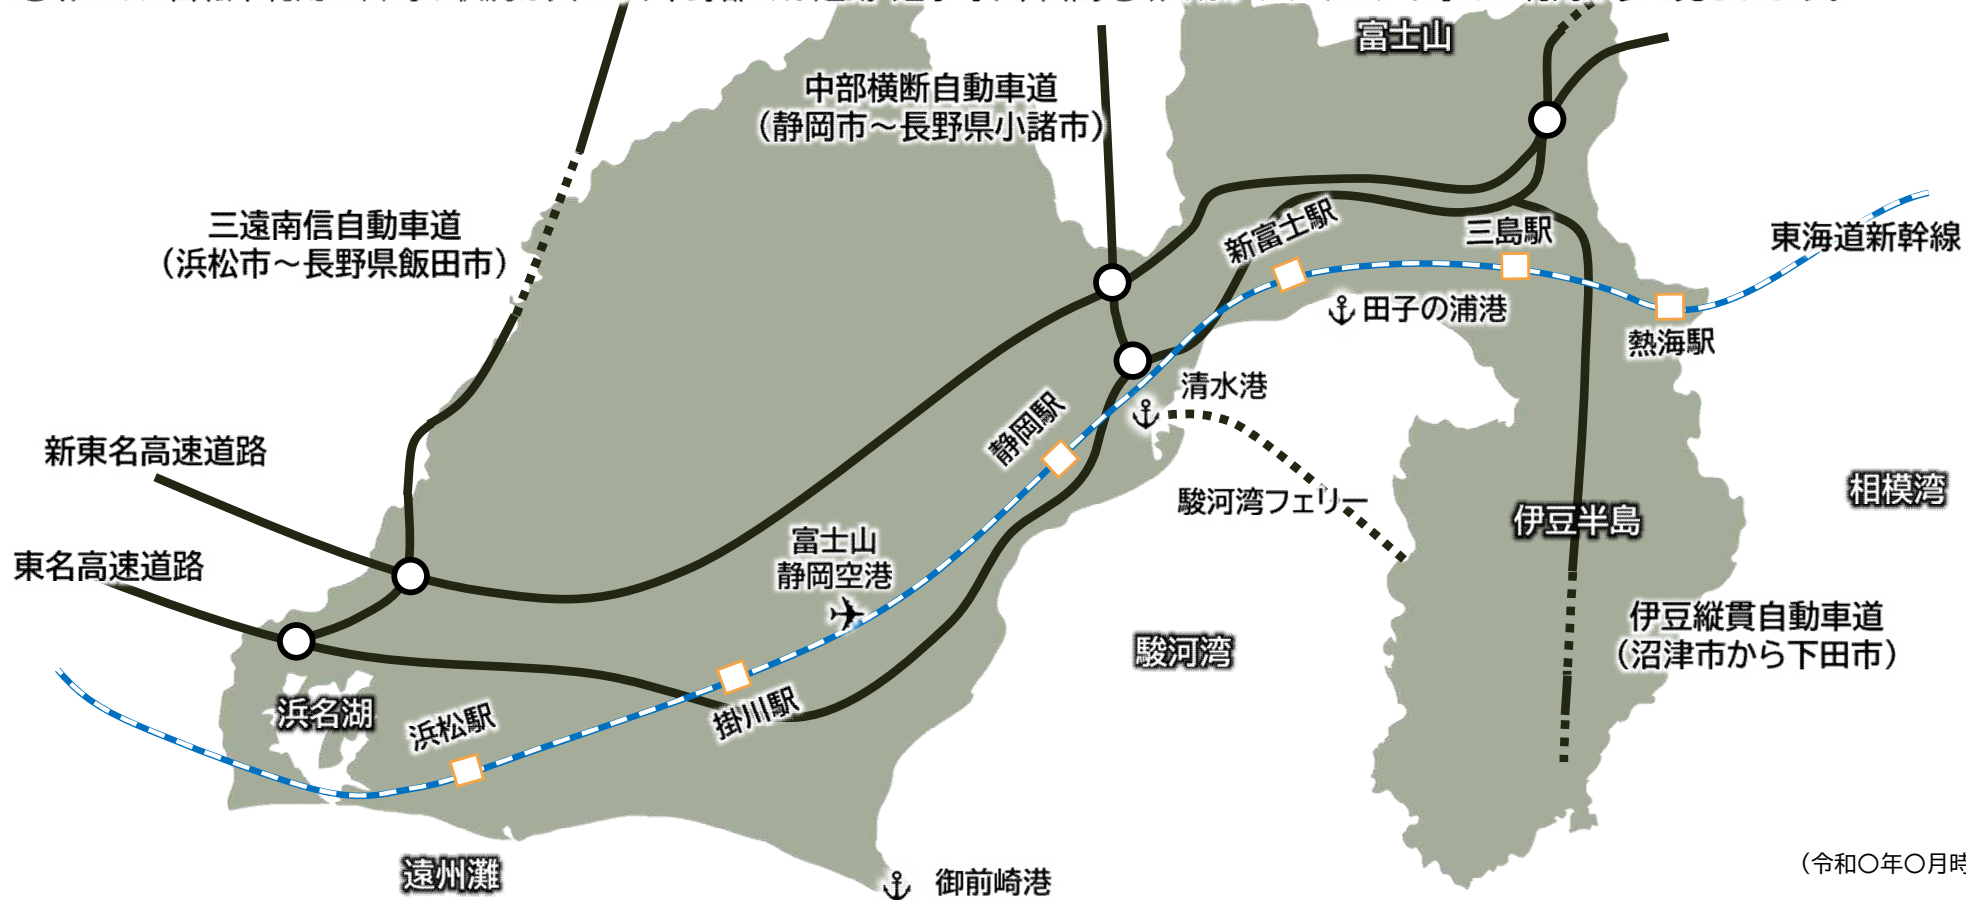 富士山
中部横断自動車道
（静岡市～長野県小諸市）
三遠南信自動車道
（浜松市～長野県飯田市）
新富士駅
三島駅
東海道新幹線
田子の浦港
熱海駅
清水港
静岡駅
新東名高速道路
駿河湾フェリー
相模湾
伊豆半島
富士山
静岡空港
東名高速道路
伊豆縦貫自動車道
（沼津市から下田市）
駿河湾
浜名湖
浜松駅
掛川駅
遠州灘
御前崎港
（令和〇年〇月時